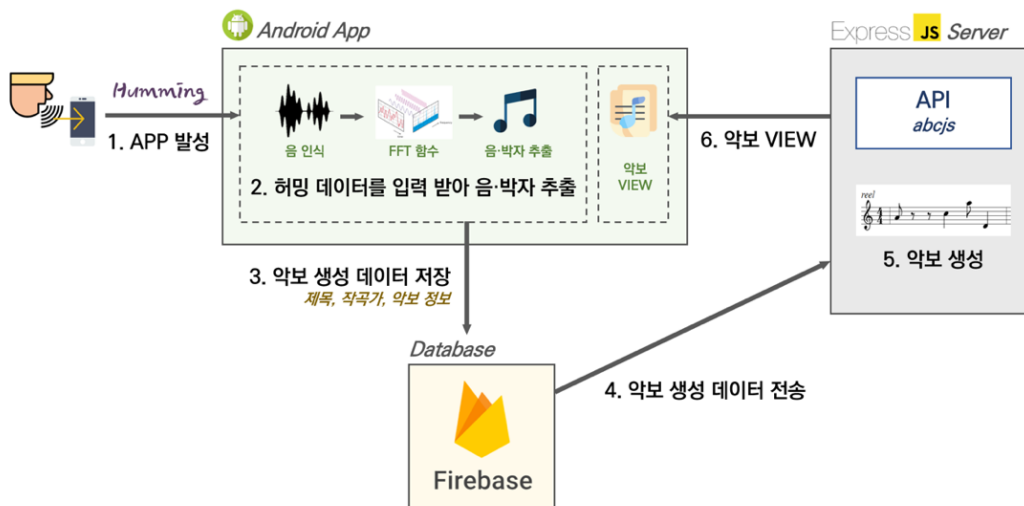 Android App
Express JS Server
Humming
1. APP 발성
음 인식
FFT 함수
음·박자 추출
2. 허밍 데이터를 입력 받아 음·박자 추출
악보
VIEW
6. 악보 VIEW
API
abcjs
reel
5. 악보 생성
3. 악보 생성 데이터 저장
제목, 작곡가, 악보 정보
Database
Firebase
4. 악보 생성 데이터 전송